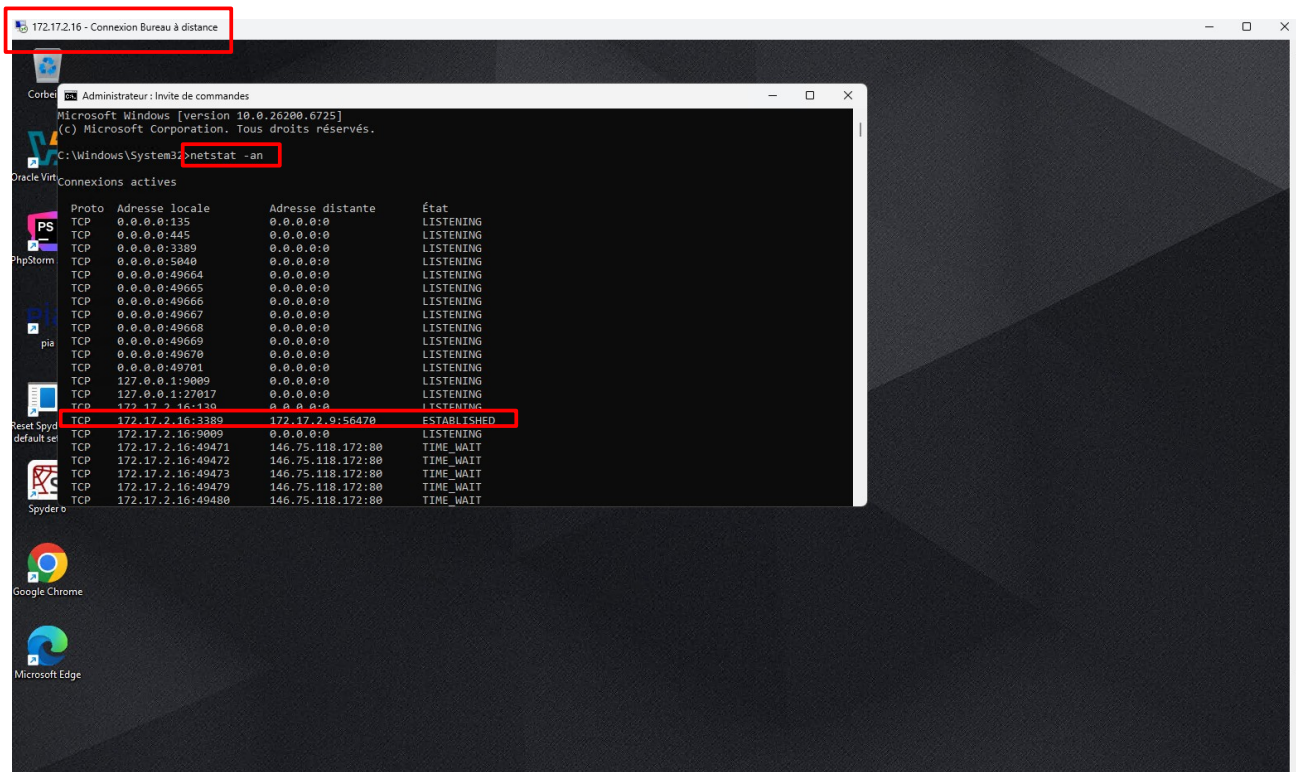 172.17.2.16 - Connexion Bureau à distance
Corbei
Administrateur : Invite de commandes
Microsoft Windows [version 10.0.26200.6725]
(c) Microsoft Corporation. Tous droits réservés.
C:\Windows\System32>netstat -an
Oracle Virt
Connexions actives
Proto Adresse locale Adresse distante État
TCP 0.0.0.0:135 0.0.0.0:0 LISTENING
TCP 0.0.0.0:445 0.0.0.0:0 LISTENING
TCP 0.0.0.0:3389 0.0.0.0:0 LISTENING
TCP 0.0.0.0:5040 0.0.0.0:0 LISTENING
TCP 0.0.0.0:49664 0.0.0.0:0 LISTENING
TCP 0.0.0.0:49665 0.0.0.0:0 LISTENING
TCP 0.0.0.0:49666 0.0.0.0:0 LISTENING
TCP 0.0.0.0:49667 0.0.0.0:0 LISTENING
TCP 0.0.0.0:49668 0.0.0.0:0 LISTENING
TCP 0.0.0.0:49669 0.0.0.0:0 LISTENING
TCP 0.0.0.0:49670 0.0.0.0:0 LISTENING
TCP 0.0.0.0:49701 0.0.0.0:0 LISTENING
TCP 127.0.0.1:9009 0.0.0.0:0 LISTENING
TCP 127.0.0.1:27017 0.0.0.0:0 LISTENING
TCP 172.17.2.16:139 0.0.0.0:0 LISTENING
TCP 172.17.2.16:3389 172.17.2.9:56470 ESTABLISHED
TCP 172.17.2.16:9009 0.0.0.0:0 LISTENING
TCP 172.17.2.16:49471 146.75.118.172:80 TIME_WAIT
TCP 172.17.2.16:49472 146.75.118.172:80 TIME_WAIT
TCP 172.17.2.16:49473 146.75.118.172:80 TIME_WAIT
TCP 172.17.2.16:49479 146.75.118.172:80 TIME_WAIT
TCP 172.17.2.16:49480 146.75.118.172:80 TIME_WAIT
PS
PhpStorm
pia
pia
Reset Spyd
default set
Spyder 6
Google Chrome
Microsoft Edge